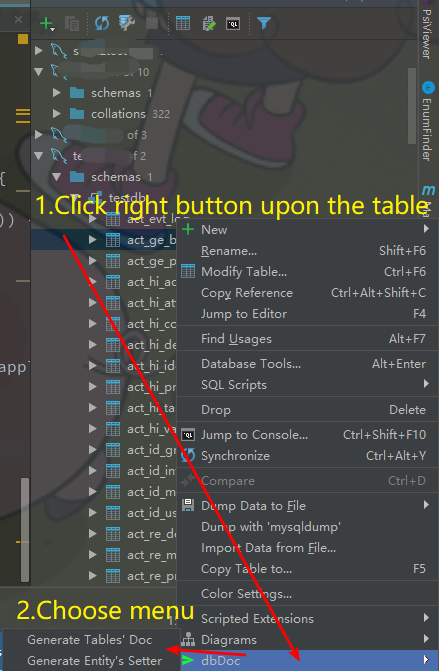 PsiViewer
EnumFinder
of 10
schemas 1
collations 322
of 3
of 2
schemas 1
testdb
1.Click right button upon the table
act_evt_log
act_ge_b
act_ge_p
act_hi_ac
act_hi_at
act_hi_co
act_hi_de
act_hi_ide
act_hi_pr
act_hi_ta
act_hi_va
act_id_gr
act_id_in
act_id_m
act_id_us
act_re_d
act_re_m
act_re_pr
New
Rename... Shift+F6
Modify Table... Ctrl+F6
Copy Reference Ctrl+Alt+Shift+C
Jump to Editor F4
Find Usages Alt+F7
Database Tools... Alt+Enter
SQL Scripts
Drop Delete
Jump to Console... Ctrl+Shift+F10
Synchronize Ctrl+Alt+Y
Compare Ctrl+D
Dump Data to File
Dump with 'mysqldump'
Import Data from File...
Copy Table to... F5
Color Settings...
Scripted Extensions
Diagrams
dbDoc
2.Choose menu
Generate Tables' Doc
Generate Entity's Setter